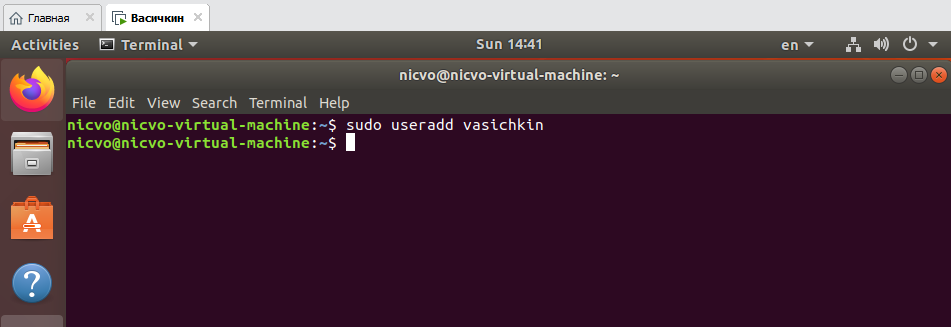 Главная
Васичкин
Activities Terminal Sun 14:41 en
nicvo@nicvo-virtual-machine: ~
File Edit View Search Terminal Help
nicvo@nicvo-virtual-machine:~$ sudo useradd vasichkin
nicvo@nicvo-virtual-machine:~$